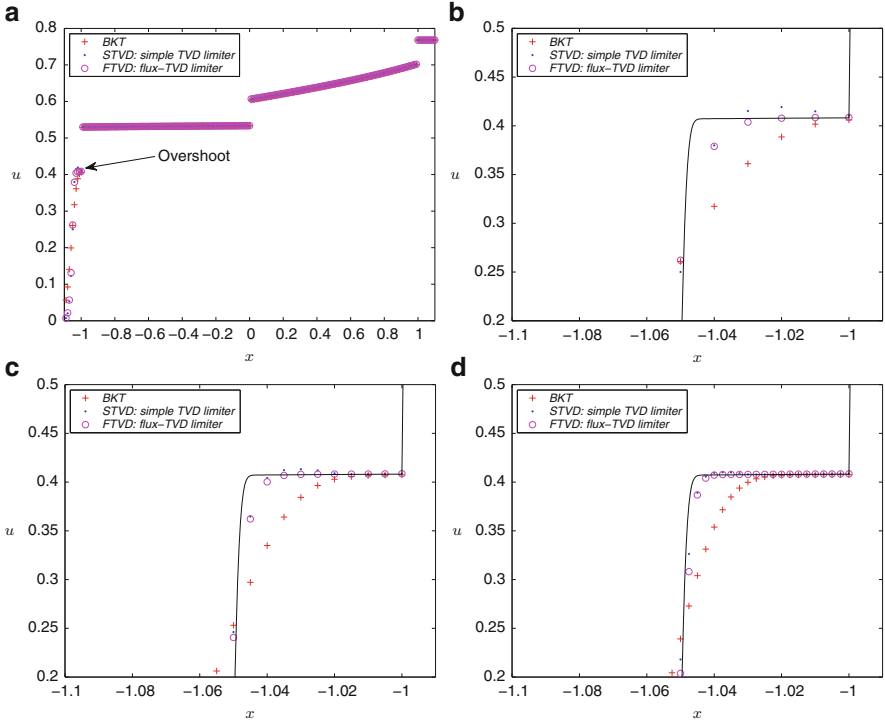 a
0.8
0.7
0.6
0.5
0.4
0.3
0.2
0.1
0
u
BKT
STVD: simple TVD limiter
FTVD: flux−TVD limiter
Overshoot
−1 −0.8 −0.6 −0.4 −0.2 0 0.2 0.4 0.6 0.8 1
x
b
0.5
0.45
0.4
0.35
0.3
0.25
0.2
u
BKT
STVD: simple TVD limiter
FTVD: flux−TVD limiter
−1.1 −1.08 −1.06 −1.04 −1.02 −1
x
c
0.5
0.45
0.4
0.35
0.3
0.25
0.2
u
BKT
STVD: simple TVD limiter
FTVD: flux−TVD limiter
−1.1 −1.08 −1.06 −1.04 −1.02 −1
x
d
0.5
0.45
0.4
0.35
0.3
0.25
0.2
u
BKT
STVD: simple TVD limiter
FTVD: flux−TVD limiter
−1.1 −1.08 −1.06 −1.04 −1.02 −1
x